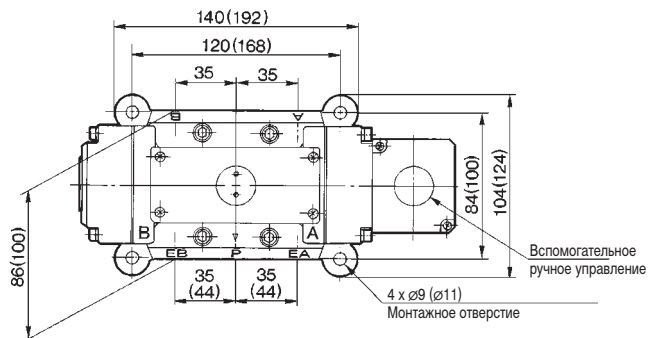 140(192)
120(168)
35 35
B A
B A
EB P EA
35 35
(44) (44)
86(100)
84(100)
104(124)
Вспомогательное
ручное управление
4 x ø9 (ø11)
Монтажное отверстие